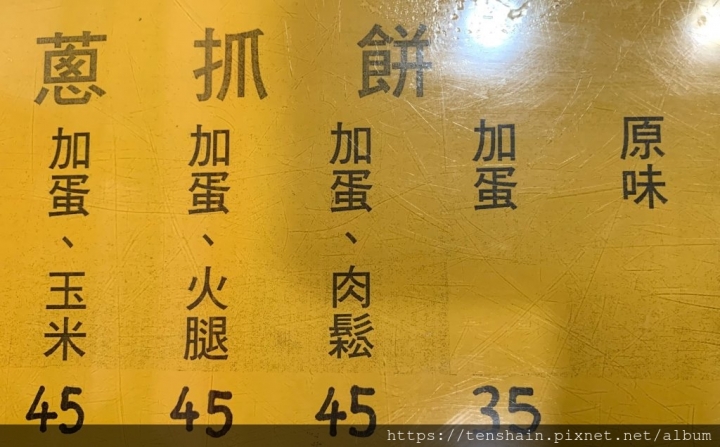 蔥抓餅
原味
加蛋
35
加蛋、肉鬆
45
加蛋、火腿
45
加蛋、玉米
45
https://tenshain.pixnet.net/album